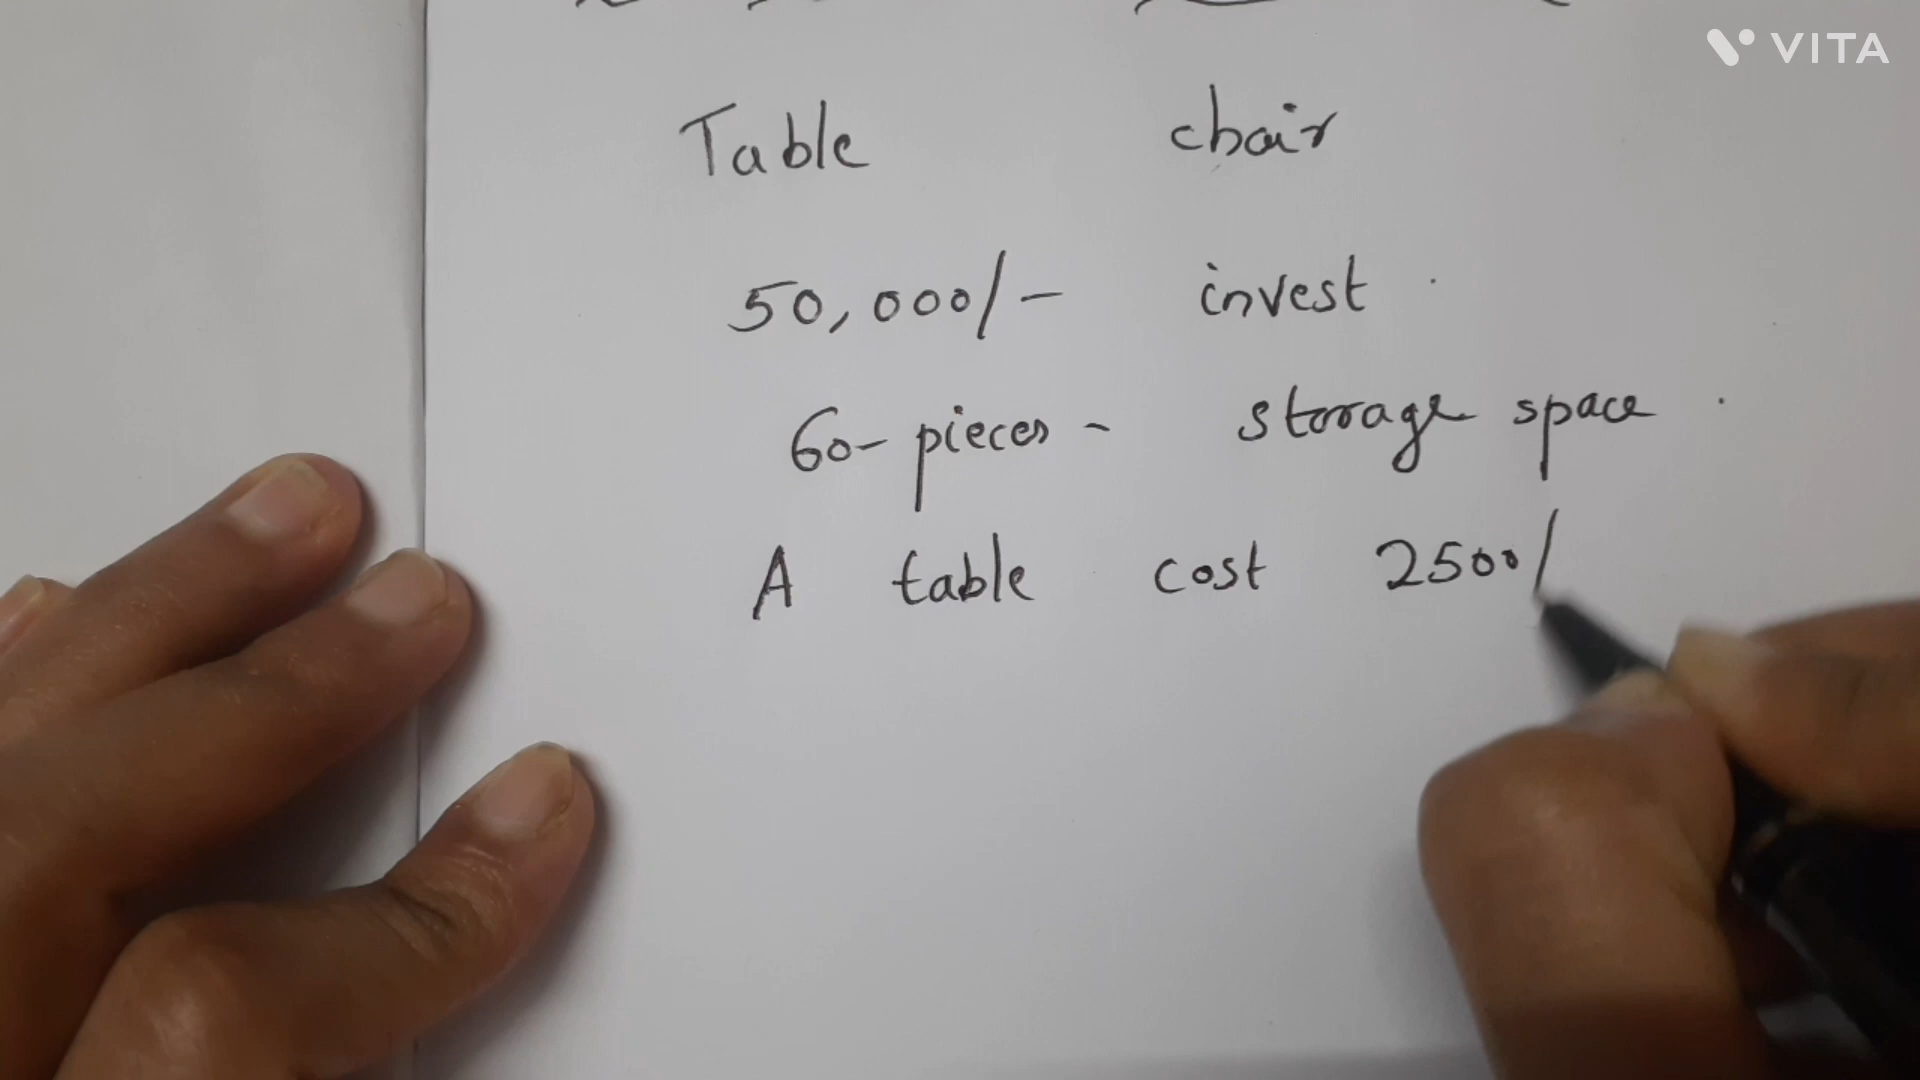 VITA
Table chair
50,000/- invest .
60- pieces - storage space .
A table cost 2500/